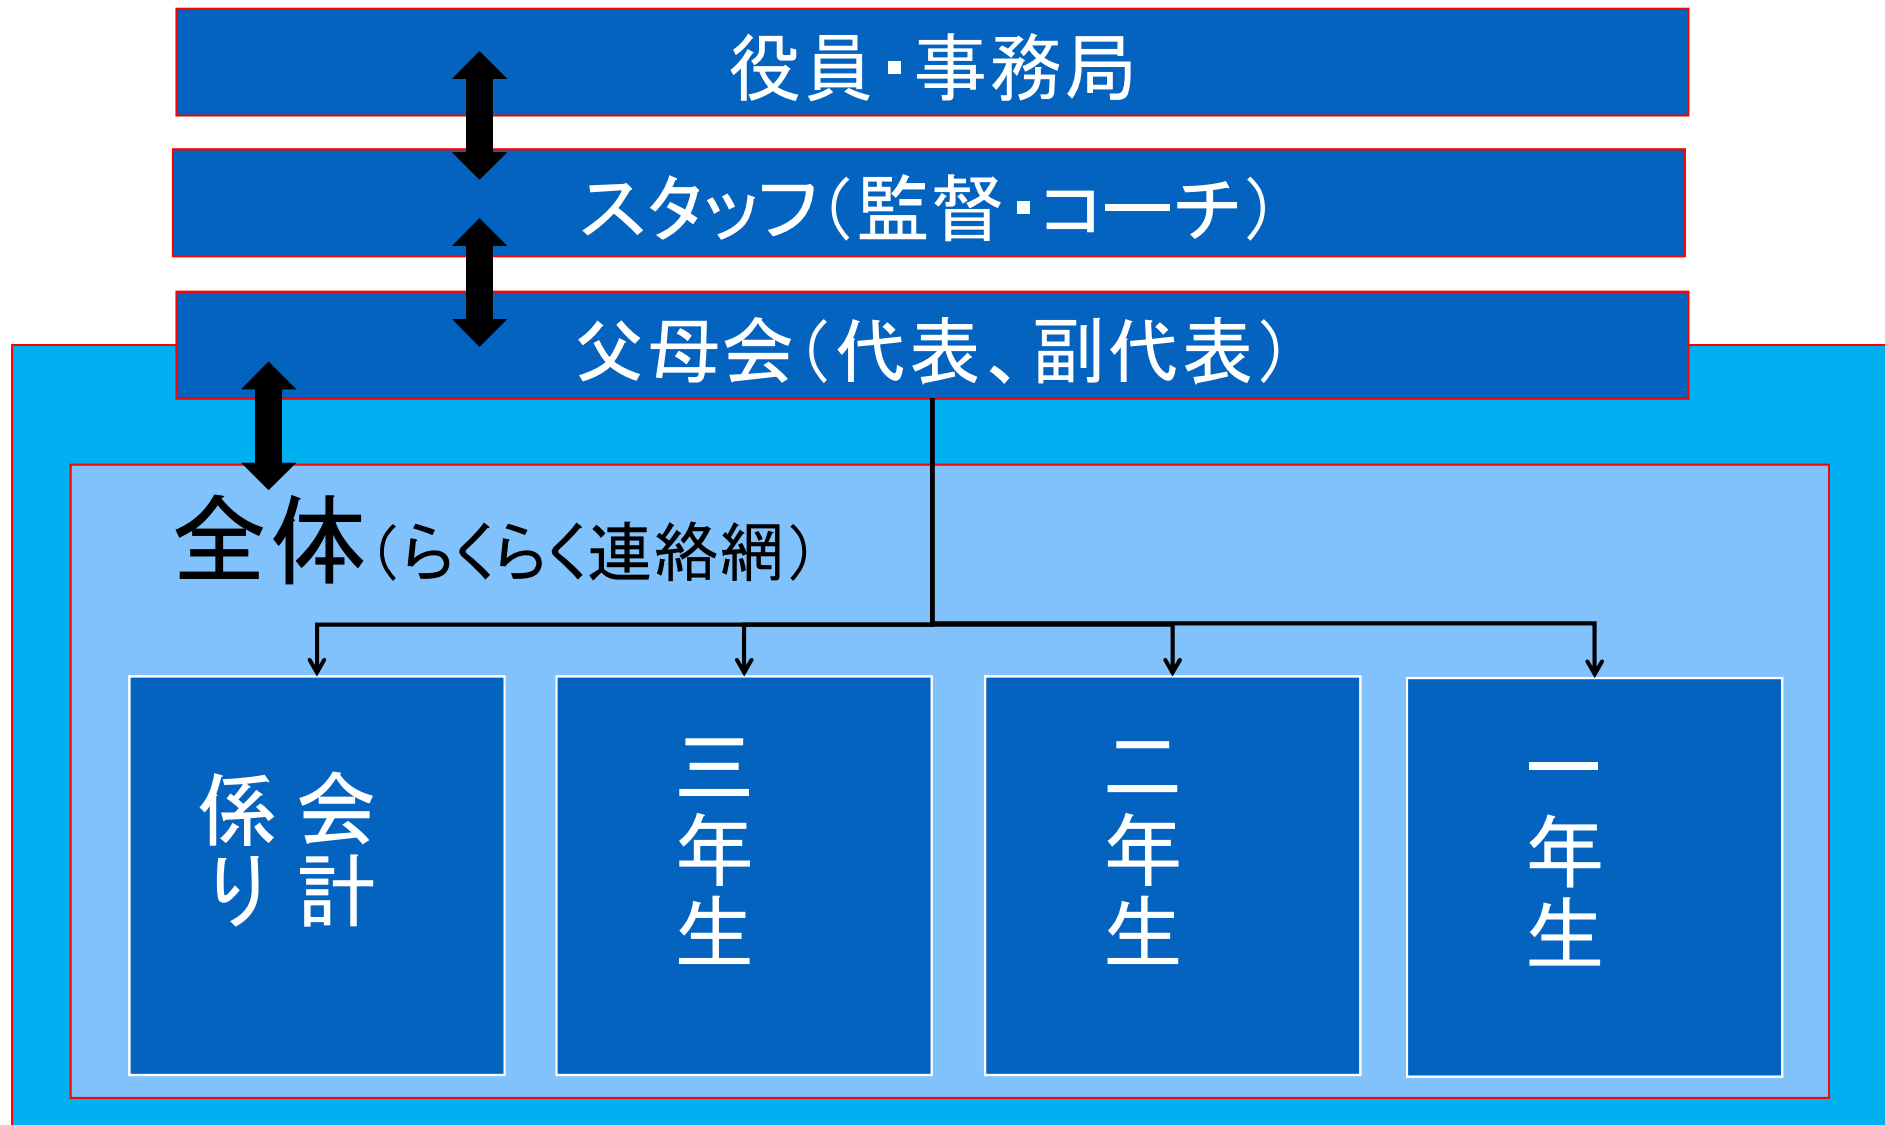 役員・事務局
スタッフ（監督・コーチ）
父母会（代表、副代表）
全体（らくらく連絡網）
会計
係り
三年生
二年生
一年生